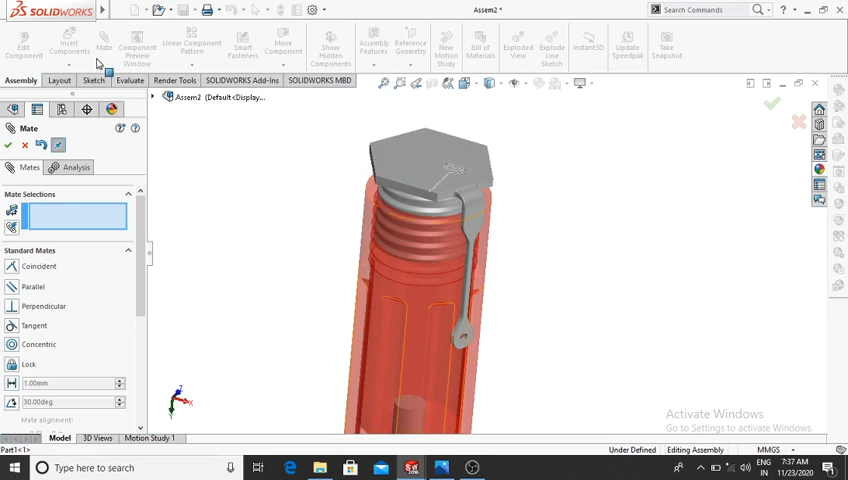 SOLIDWORKS
Assem2 *
Search Commands
Edit Component
Insert Components
Mate
Component Preview Window
Linear Component Pattern
Smart Fasteners
Move Component
Show Hidden Components
Assembly Features
Reference Geometry
New Motion Study
Bill of Materials
Exploded View
Explode Line Sketch
Instant3D
Update Speedpak
Take Snapshot
Assembly Layout Sketch Evaluate Render Tools SOLIDWORKS Add-Ins SOLIDWORKS MBD
Assem2 (Default<Display...
Mate
Mates Analysis
Mate Selections
Standard Mates
Coincident
Parallel
Perpendicular
Tangent
Concentric
Lock
1.00mm
30.00deg
Mate alignment:
Z
X
Y
Activate Windows
Go to Settings to activate Windows.
Model 3D Views Motion Study 1
Part1<1> Under Defined Editing Assembly MMGS
Type here to search
ENG
IN
7:37 AM
11/23/2020